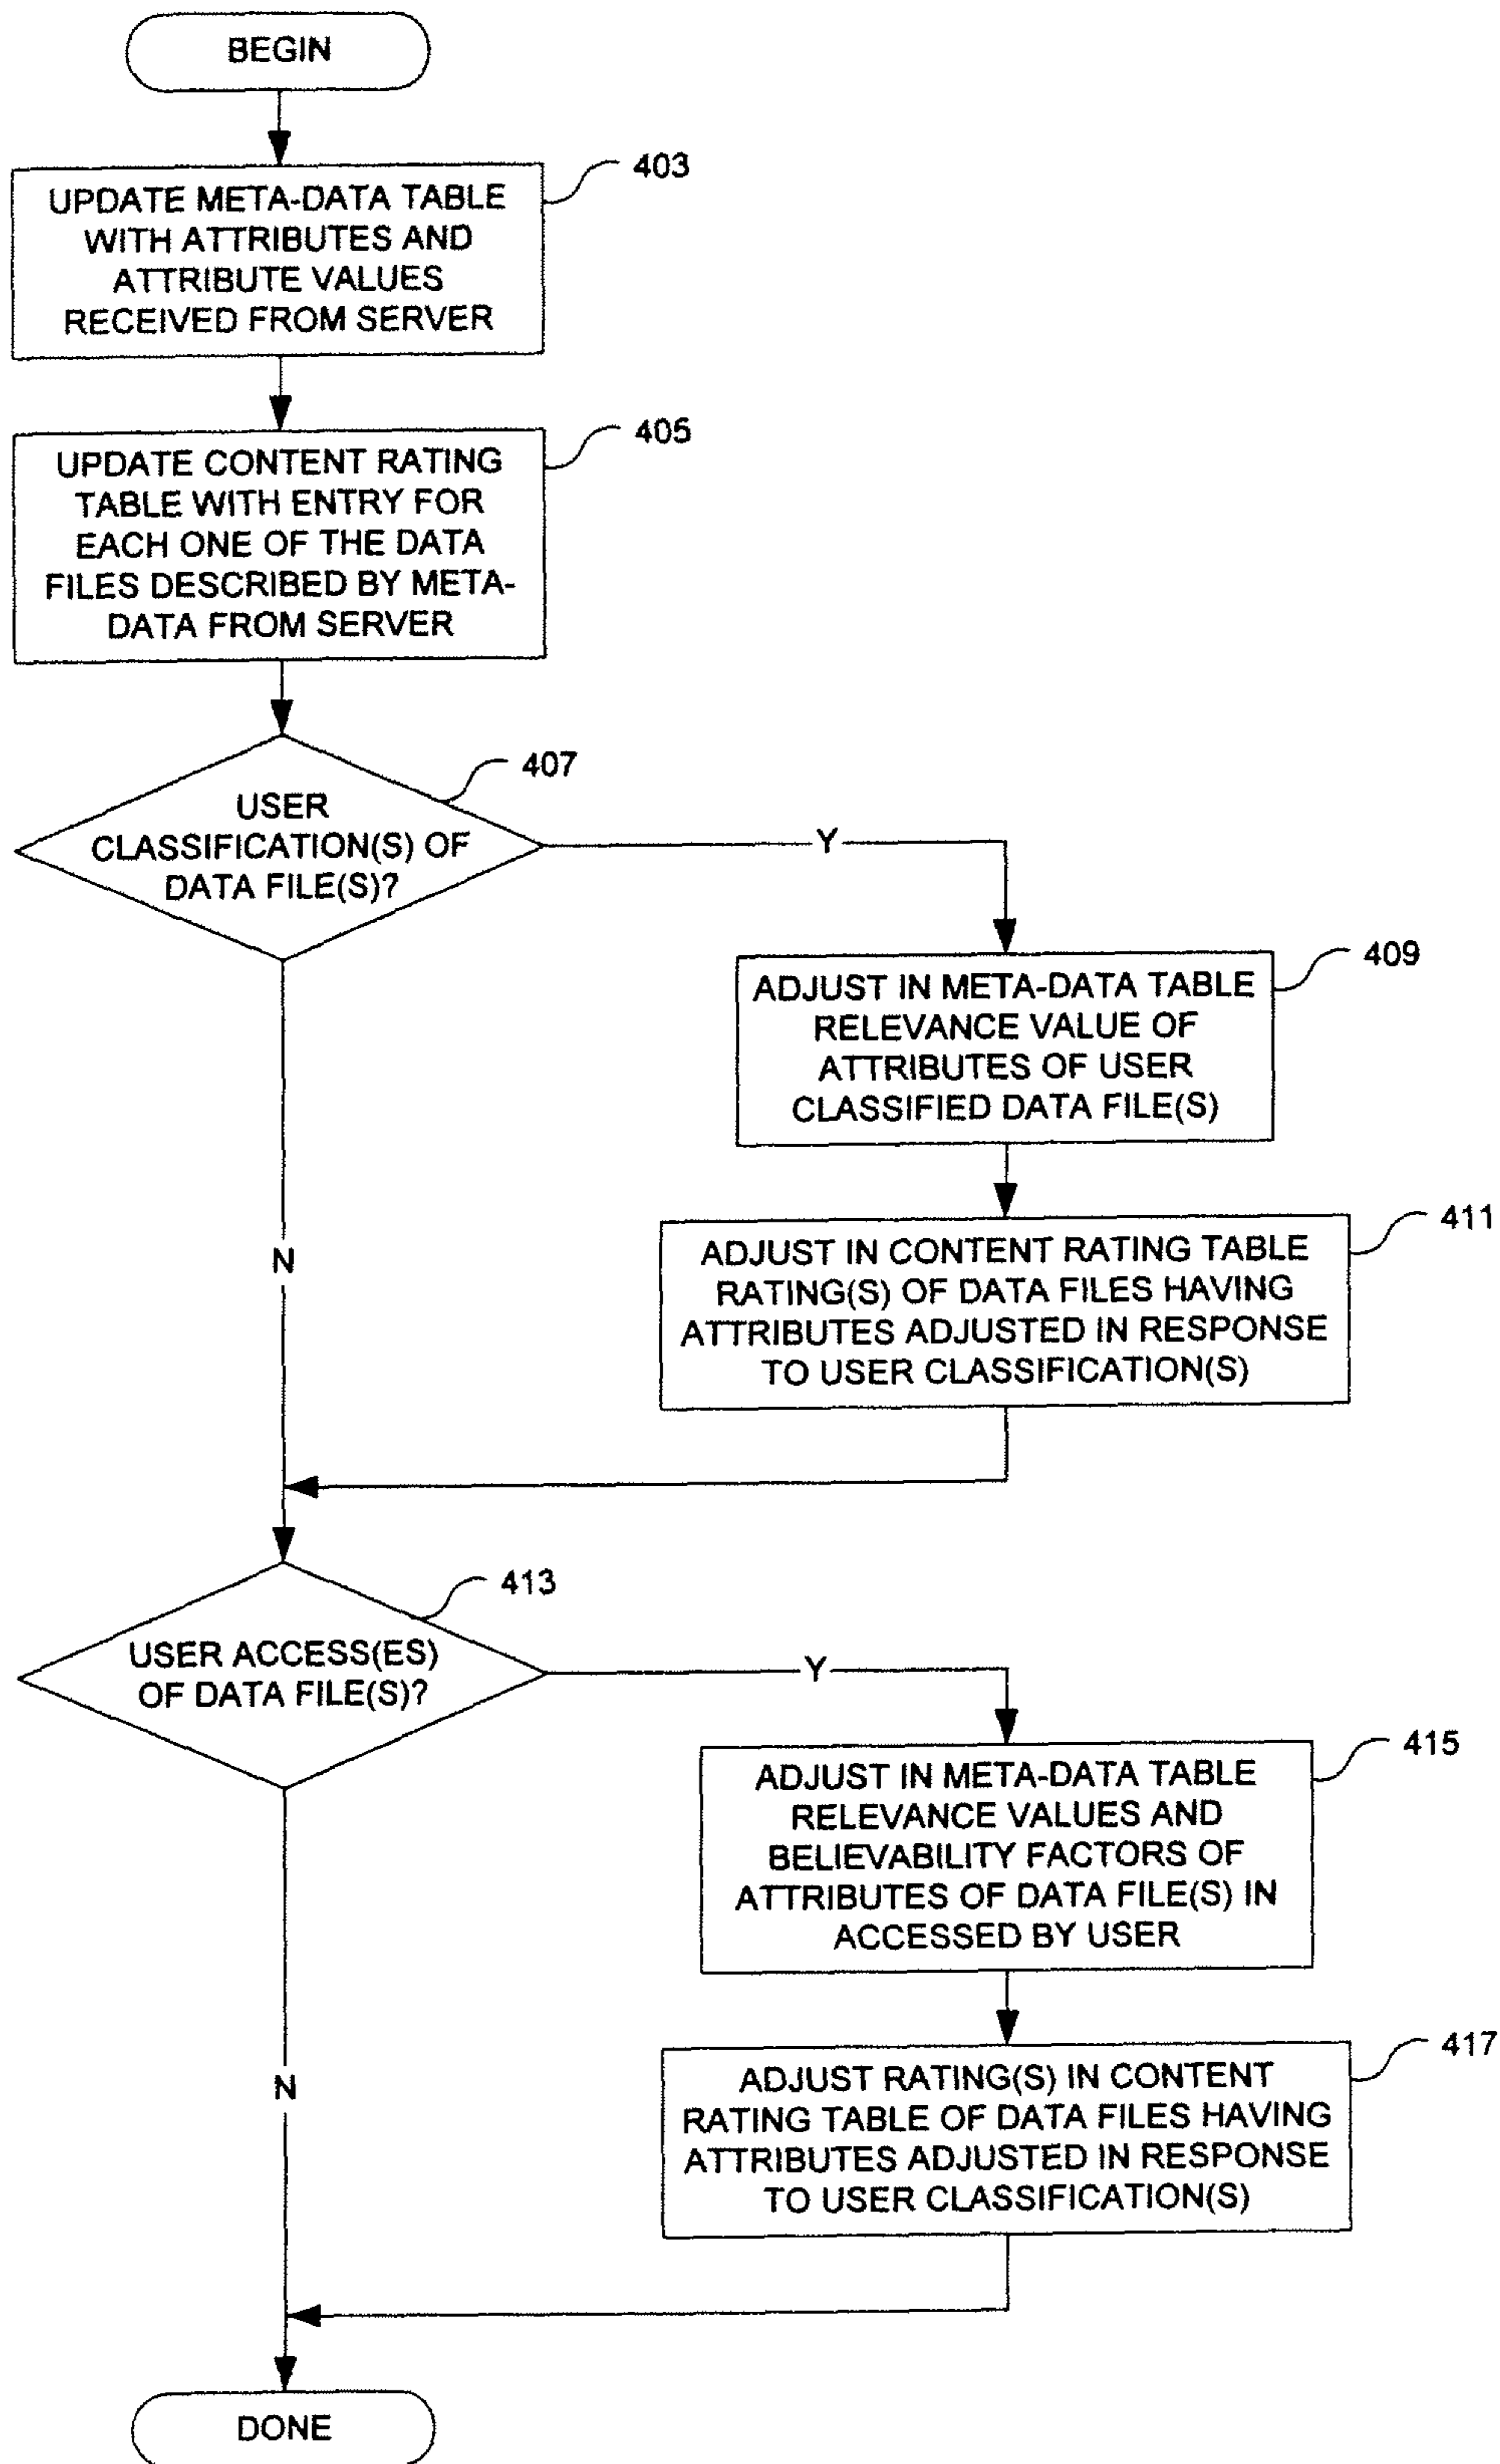 BEGIN
403
UPDATE META-DATA TABLE
WITH ATTRIBUTES AND
ATTRIBUTE VALUES
RECEIVED FROM SERVER
405
UPDATE CONTENT RATING
TABLE WITH ENTRY FOR
EACH ONE OF THE DATA
FILES DESCRIBED BY META-
DATA FROM SERVER
407
USER
CLASSIFICATION(S) OF
DATA FILE(S)?
Y
409
ADJUST IN META-DATA TABLE
RELEVANCE VALUE OF
ATTRIBUTES OF USER
CLASSIFIED DATA FILE(S)
411
ADJUST IN CONTENT RATING TABLE
RATING(S) OF DATA FILES HAVING
ATTRIBUTES ADJUSTED IN RESPONSE
TO USER CLASSIFICATION(S)
N
413
USER ACCESS(ES)
OF DATA FILE(S)?
Y
415
ADJUST IN META-DATA TABLE
RELEVANCE VALUES AND
BELIEVABILITY FACTORS OF
ATTRIBUTES OF DATA FILE(S) IN
ACCESSED BY USER
417
ADJUST RATING(S) IN CONTENT
RATING TABLE OF DATA FILES HAVING
ATTRIBUTES ADJUSTED IN RESPONSE
TO USER CLASSIFICATION(S)
N
DONE